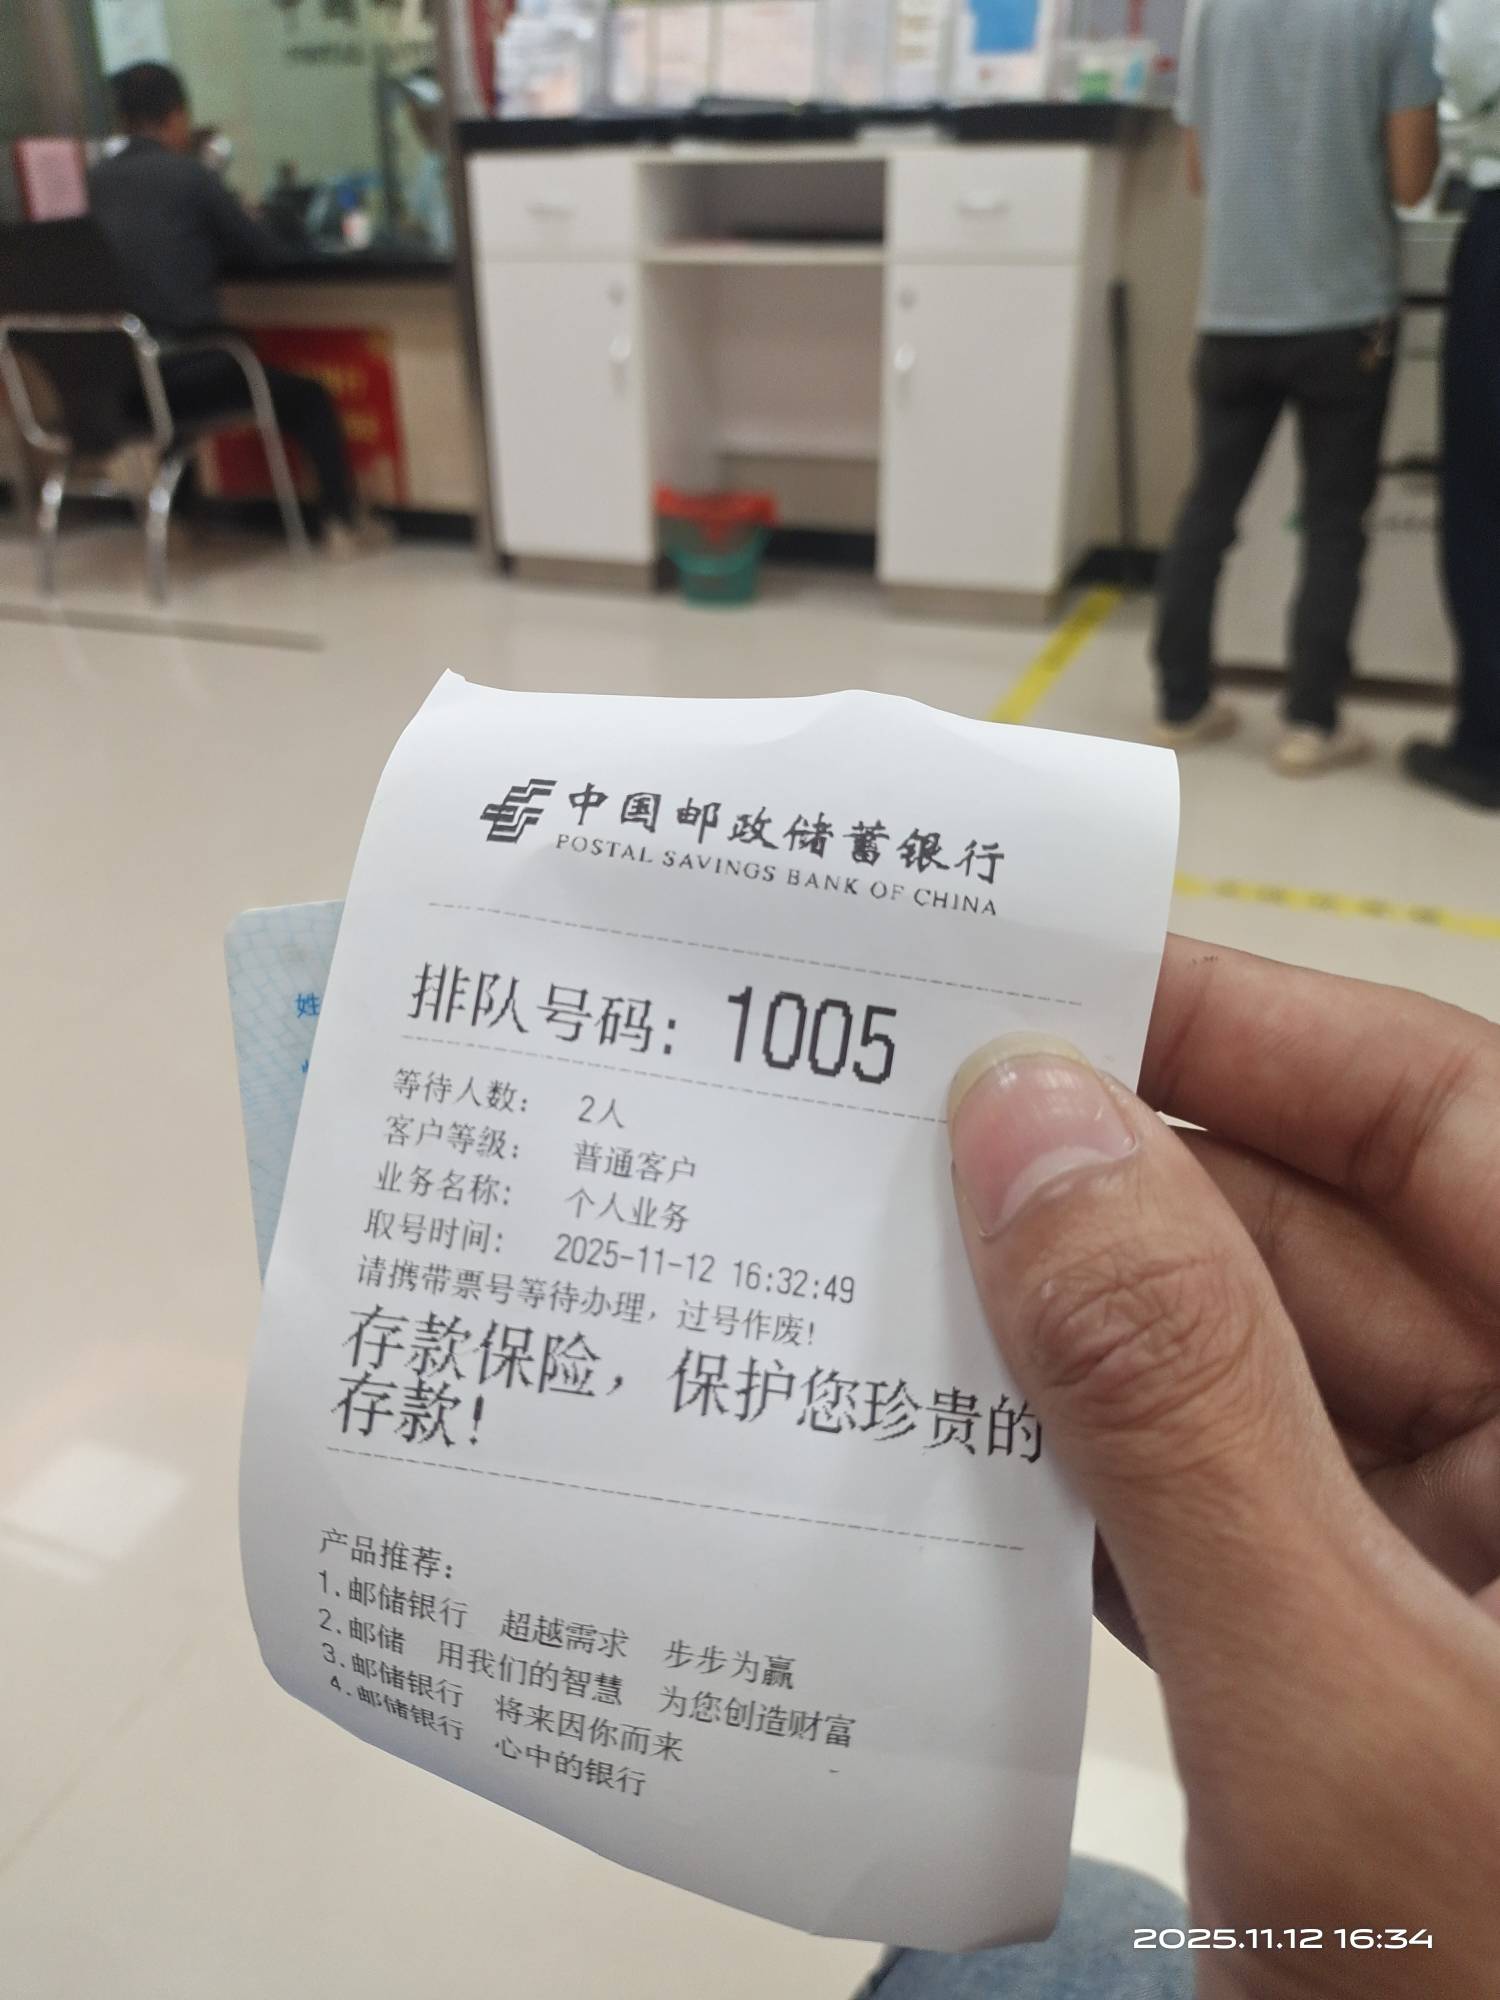 中国邮政储蓄银行
POSTAL SAVINGS BANK OF CHINA
排队号码: 1005
等待人数: 2人
客户等级: 普通客户
业务名称: 个人业务
取号时间: 2025-11-12 16:32:49
请携带票号等待办理，过号作废!
存款保险，保护您珍贵的
存款!
产品推荐:
1.邮储银行 超越需求 步步为赢
2.邮储 用我们的智慧 为您创造财富
3.邮储银行 将来因你而来
4.邮储银行 心中的银行
姓
2025.11.12 16:34